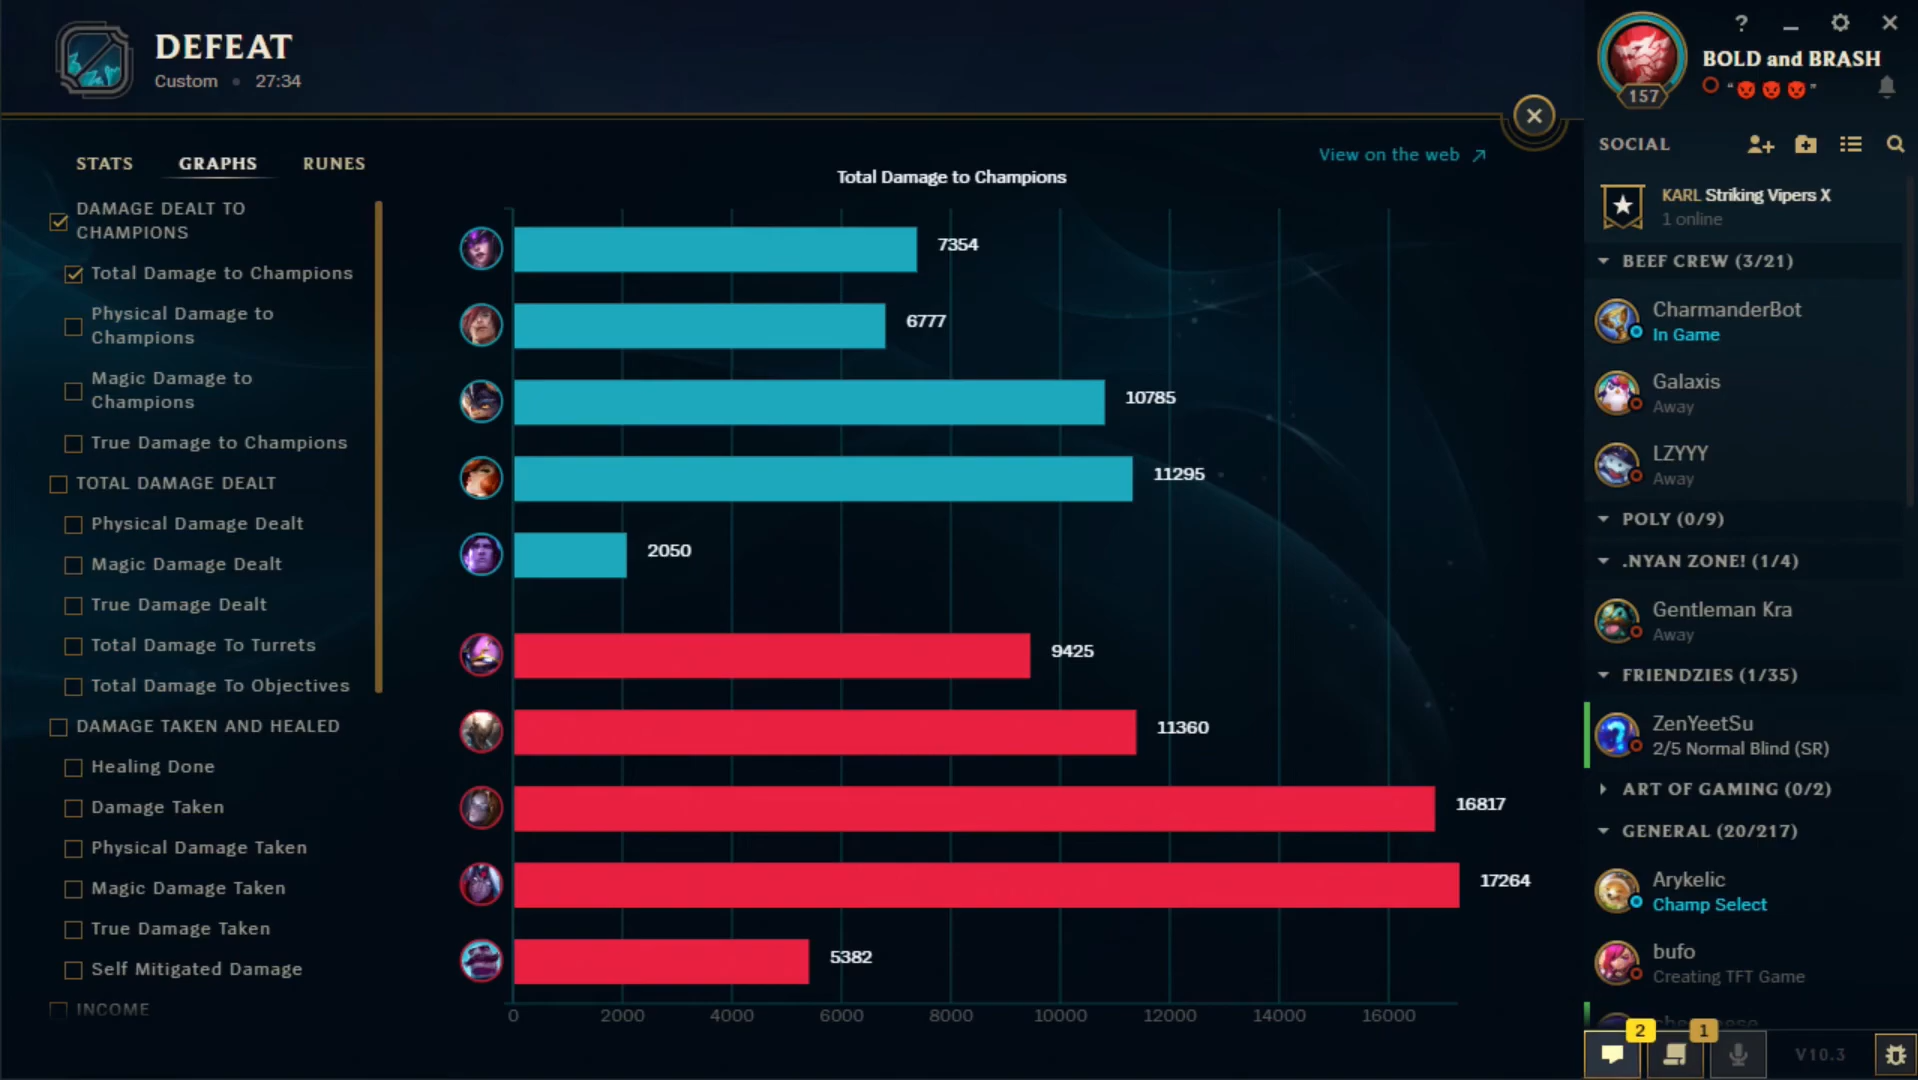 DEFEAT
Custom • 27:34
STATS GRAPHS RUNES
View on the web
Total Damage to Champions
DAMAGE DEALT TO
CHAMPIONS
Total Damage to Champions
Physical Damage to
Champions
Magic Damage to
Champions
True Damage to Champions
TOTAL DAMAGE DEALT
Physical Damage Dealt
Magic Damage Dealt
True Damage Dealt
Total Damage To Turrets
Total Damage To Objectives
DAMAGE TAKEN AND HEALED
Healing Done
Damage Taken
Physical Damage Taken
Magic Damage Taken
True Damage Taken
Self Mitigated Damage
INCOME
7354
6777
10785
11295
2050
9425
11360
16817
17264
5382
0 2000 4000 6000 8000 10000 12000 14000 16000
?
BOLD and BRASH
157
SOCIAL
KARL Striking Vipers X
1 online
BEEF CREW (3/21)
CharmanderBot
In Game
Galaxis
Away
LZYYY
Away
POLY (0/9)
.NYAN ZONE! (1/4)
Gentleman Kra
Away
FRIENDZIES (1/35)
ZenYeetSu
2/5 Normal Blind (SR)
ART OF GAMING (0/2)
GENERAL (20/217)
Arykelic
Champ Select
bufo
Creating TFT Game
2 1
V10.3